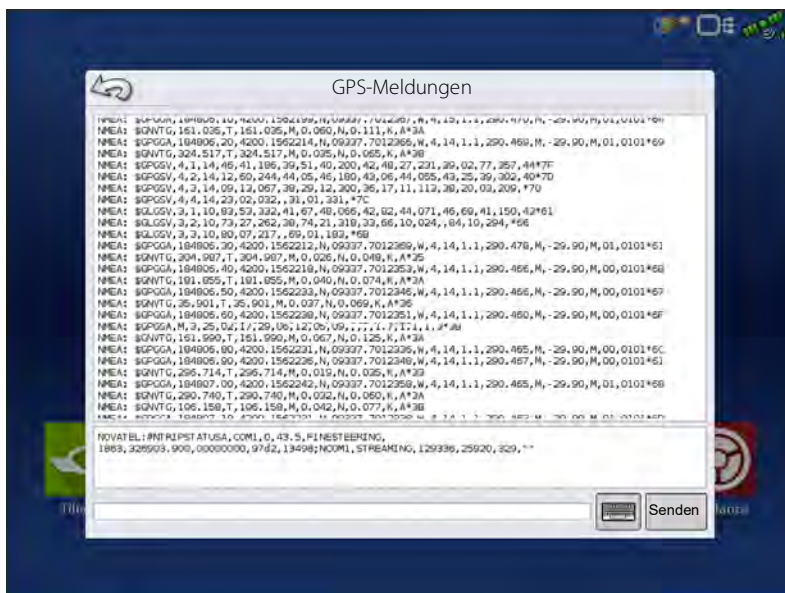 GPS-Meldungen
NMEA: $GNVTG,161.035,T,161.035,M,0.060,N,0.111,K,A*3A
NMEA: $GPGGA,184806.20,4200.1562214,N,09337.7012366,W,4,14,1.1,290.469,M,-29.90,M,01,0101*69
NMEA: $GNVTG,324.517,T,324.517,M,0.035,N,0.065,K,A*38
NMEA: $GPGSV,4,1,14,46,41,186,39,51,40,200,42,48,27,231,39,02,77,357,44*7F
NMEA: $GPGSV,4,2,14,12,60,244,44,05,46,180,43,06,44,055,43,25,39,302,40*7D
NMEA: $GPGSV,4,3,14,09,13,067,38,29,12,300,36,17,11,113,38,20,03,209,*70
NMEA: $GPGSV,4,4,14,23,02,032,,31,01,331,*7C
NMEA: $GLGSV,3,1,10,83,53,332,41,67,48,066,42,82,44,071,46,68,41,150,43*61
NMEA: $GLGSV,3,2,10,73,27,262,38,74,21,318,33,66,10,024,,84,10,294,*66
NMEA: $GLGSV,3,3,10,80,07,217,,69,01,183,*6B
NMEA: $GPGGA,184806.30,4200.1562212,N,09337.7012369,W,4,14,1.1,290.478,M,-29.90,M,01,0101*61
NMEA: $GNVTG,304.987,T,304.987,M,0.026,N,0.048,K,A*35
NMEA: $GPGGA,184806.40,4200.1562218,N,09337.7012353,W,4,14,1.1,290.466,M,-29.90,M,00,0101*6B
NMEA: $GNVTG,181.855,T,181.855,M,0.040,N,0.074,K,A*3A
NMEA: $GPGGA,184806.50,4200.1562233,N,09337.7012346,W,4,14,1.1,290.466,M,-29.90,M,00,0101*67
NMEA: $GNVTG,35.901,T,35.901,M,0.037,N,0.069,K,A*36
NMEA: $GPGGA,184806.60,4200.1562238,N,09337.7012351,W,4,14,1.1,290.460,M,-29.90,M,00,0101*6F
NMEA:
NMEA: $GNVTG,161.990,T,161.990,M,0.067,N,0.125,K,A*3A
NMEA: $GPGGA,184806.80,4200.1562231,N,09337.7012336,W,4,14,1.1,290.465,M,-29.90,M,00,0101*6C
NMEA: $GPGGA,184806.90,4200.1562236,N,09337.7012348,W,4,14,1.1,290.467,M,-29.90,M,00,0101*61
NMEA: $GNVTG,296.714,T,296.714,M,0.019,N,0.035,K,A*33
NMEA: $GPGGA,184807.00,4200.1562242,N,09337.7012358,W,4,14,1.1,290.465,M,-29.90,M,01,0101*68
NMEA: $GNVTG,290.740,T,290.740,M,0.032,N,0.060,K,A*3A
NMEA: $GNVTG,106.158,T,106.158,M,0.042,N,0.077,K,A*3B
NOVATEL:#NTRIPSTATUSA,COM1,0,43.5,FINESTEERING,
1863,326903.900,00000000,97d2,13498;NCOM1,STREAMING,129336,25920,329,""
Senden